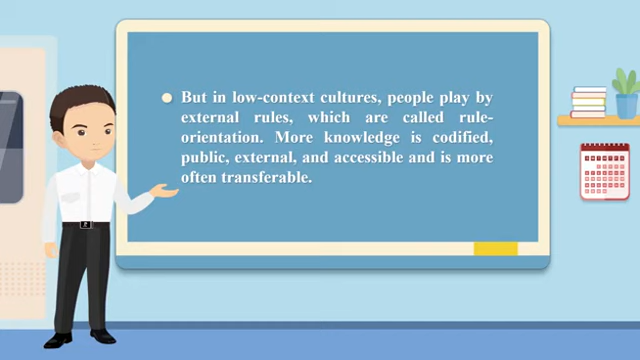 But in low-context cultures, people play by
external rules, which are called rule-
orientation. More knowledge is codified,
public, external, and accessible and is more
often transferable.